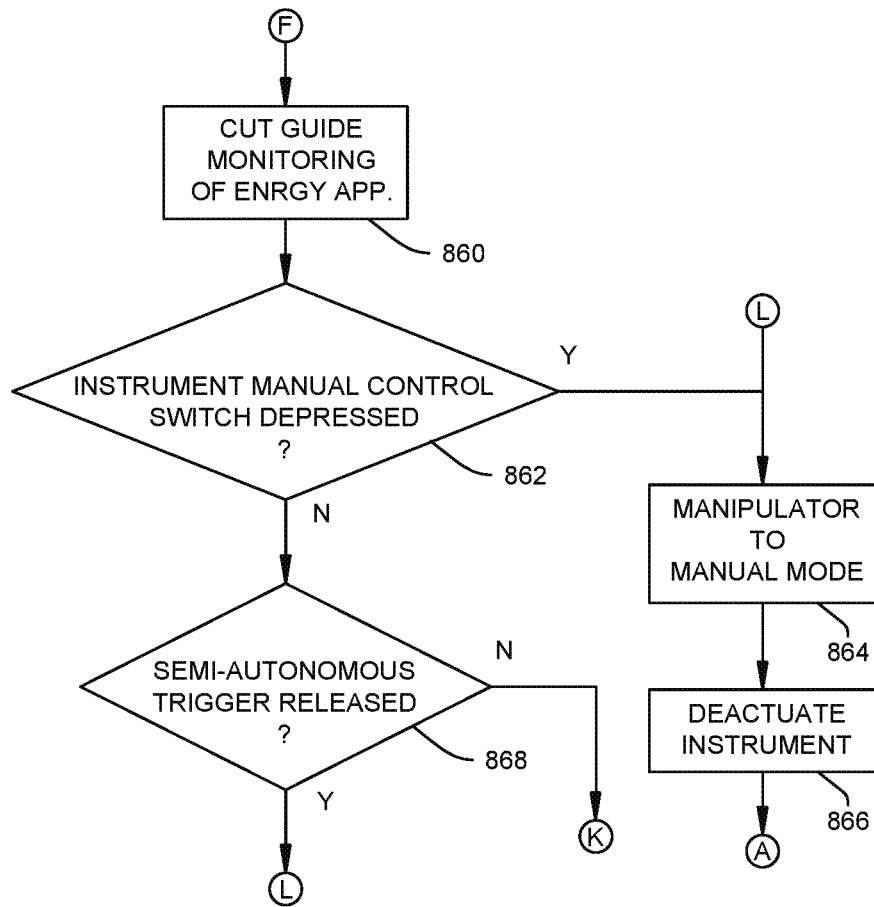 F
CUT GUIDE
MONITORING
OF ENRGY APP.
860
INSTRUMENT MANUAL CONTROL
SWITCH DEPRESSED
?
862
Y
N
L
MANIPULATOR
TO
MANUAL MODE
864
SEMI-AUTONOMOUS
TRIGGER RELEASED
?
868
N
Y
DEACTUATE
INSTRUMENT
866
K
A
L